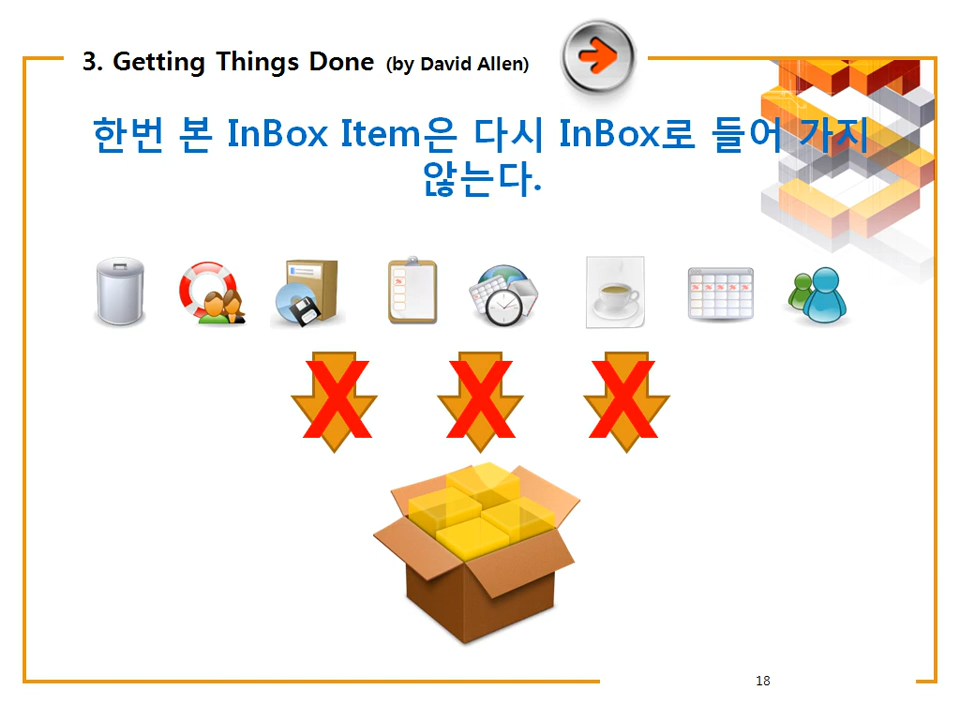 3. Getting Things Done (by David Allen)
한번 본 InBox Item은 다시 InBox로 들어 가지
않는다.
X X X
18